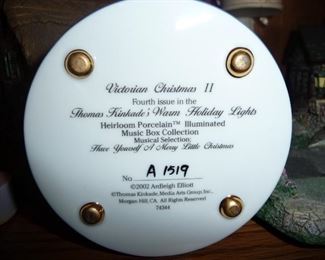 Victorian Christmas II
Fourth issue in the
Thomas Kinkade's Warm Holiday Lights
Heirloom Porcelain™ Illuminated
Music Box Collection
Musical Selection:
Have Yourself A Merry Little Christmas
No. A 1519
©2002 Ardleigh Elliott
©Thomas Kinkade, Media Arts Group, Inc.,
Morgan Hill, CA All Rights Reserved
74344